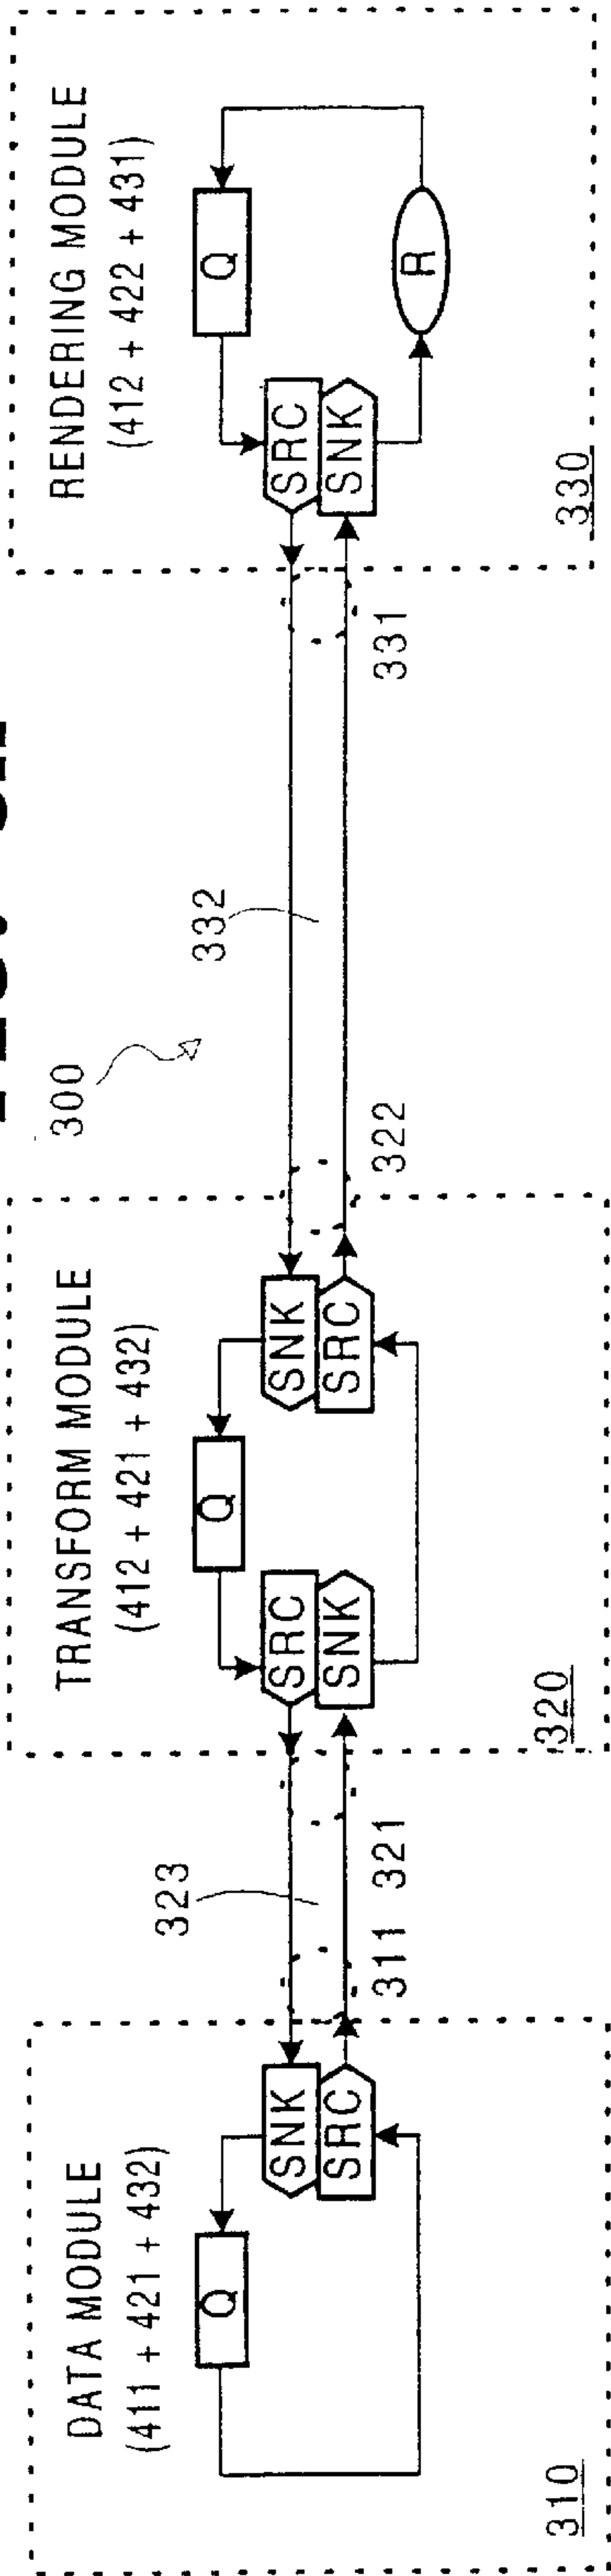 300
DATA MODULE
(411 + 421 + 432)
Q
SNK
SRC
310
323
311 321
TRANSFORM MODULE
(412 + 421 + 432)
Q
SRC
SNK
SNK
SRC
320
322
332
331
RENDERING MODULE
(412 + 422 + 431)
Q
SRC
SNK
R
330